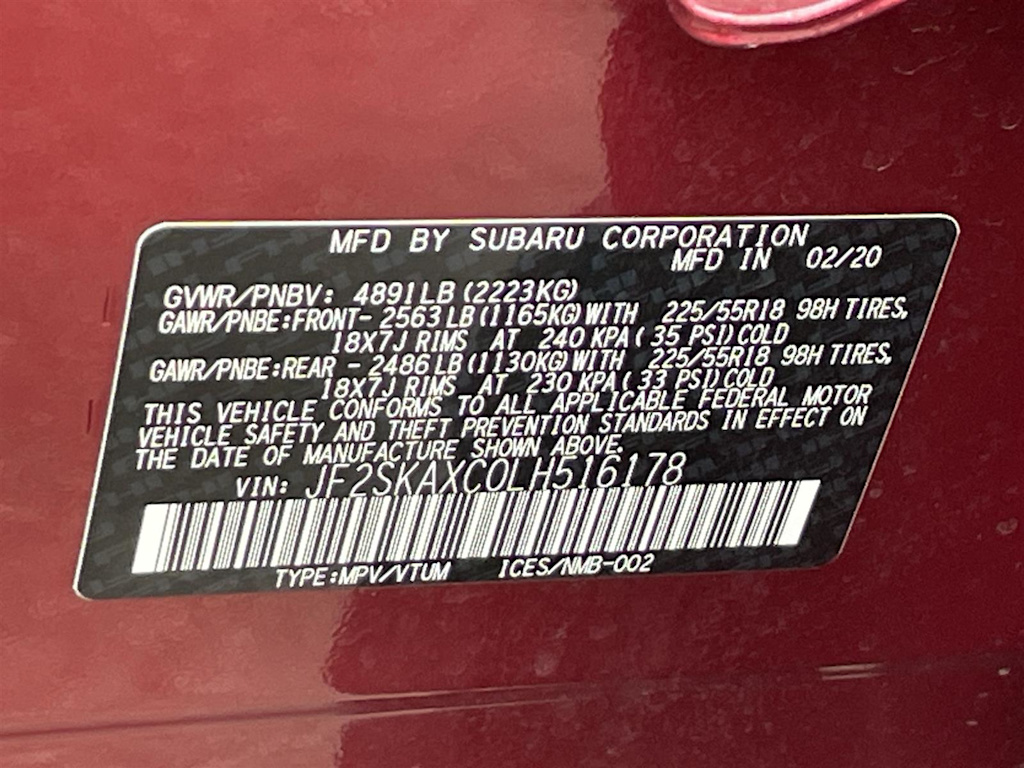 MFD BY SUBARU CORPORATION
MFD IN 02/20
GVWR/PNBV: 4891LB (2223KG)
GAWR/PNBE:FRONT- 2563LB(1165KG)WITH 225/55R18 98H TIRES,
18X7J RIMS AT 240 KPA( 35 PSI)COLD
GAWR/PNBE:REAR - 2486LB(1130KG)WITH 225/55R18 98H TIRES,
18X7J RIMS AT 230 KPA( 33 PSI)COLD
THIS VEHICLE CONFORMS TO ALL APPLICABLE FEDERAL MOTOR
VEHICLE SAFETY AND THEFT PREVENTION STANDARDS IN EFFECT ON
THE DATE OF MANUFACTURE SHOWN ABOVE.
VIN: JF2SKAXC0LH516178
TYPE:MPV/VTUM ICES/NMB-002